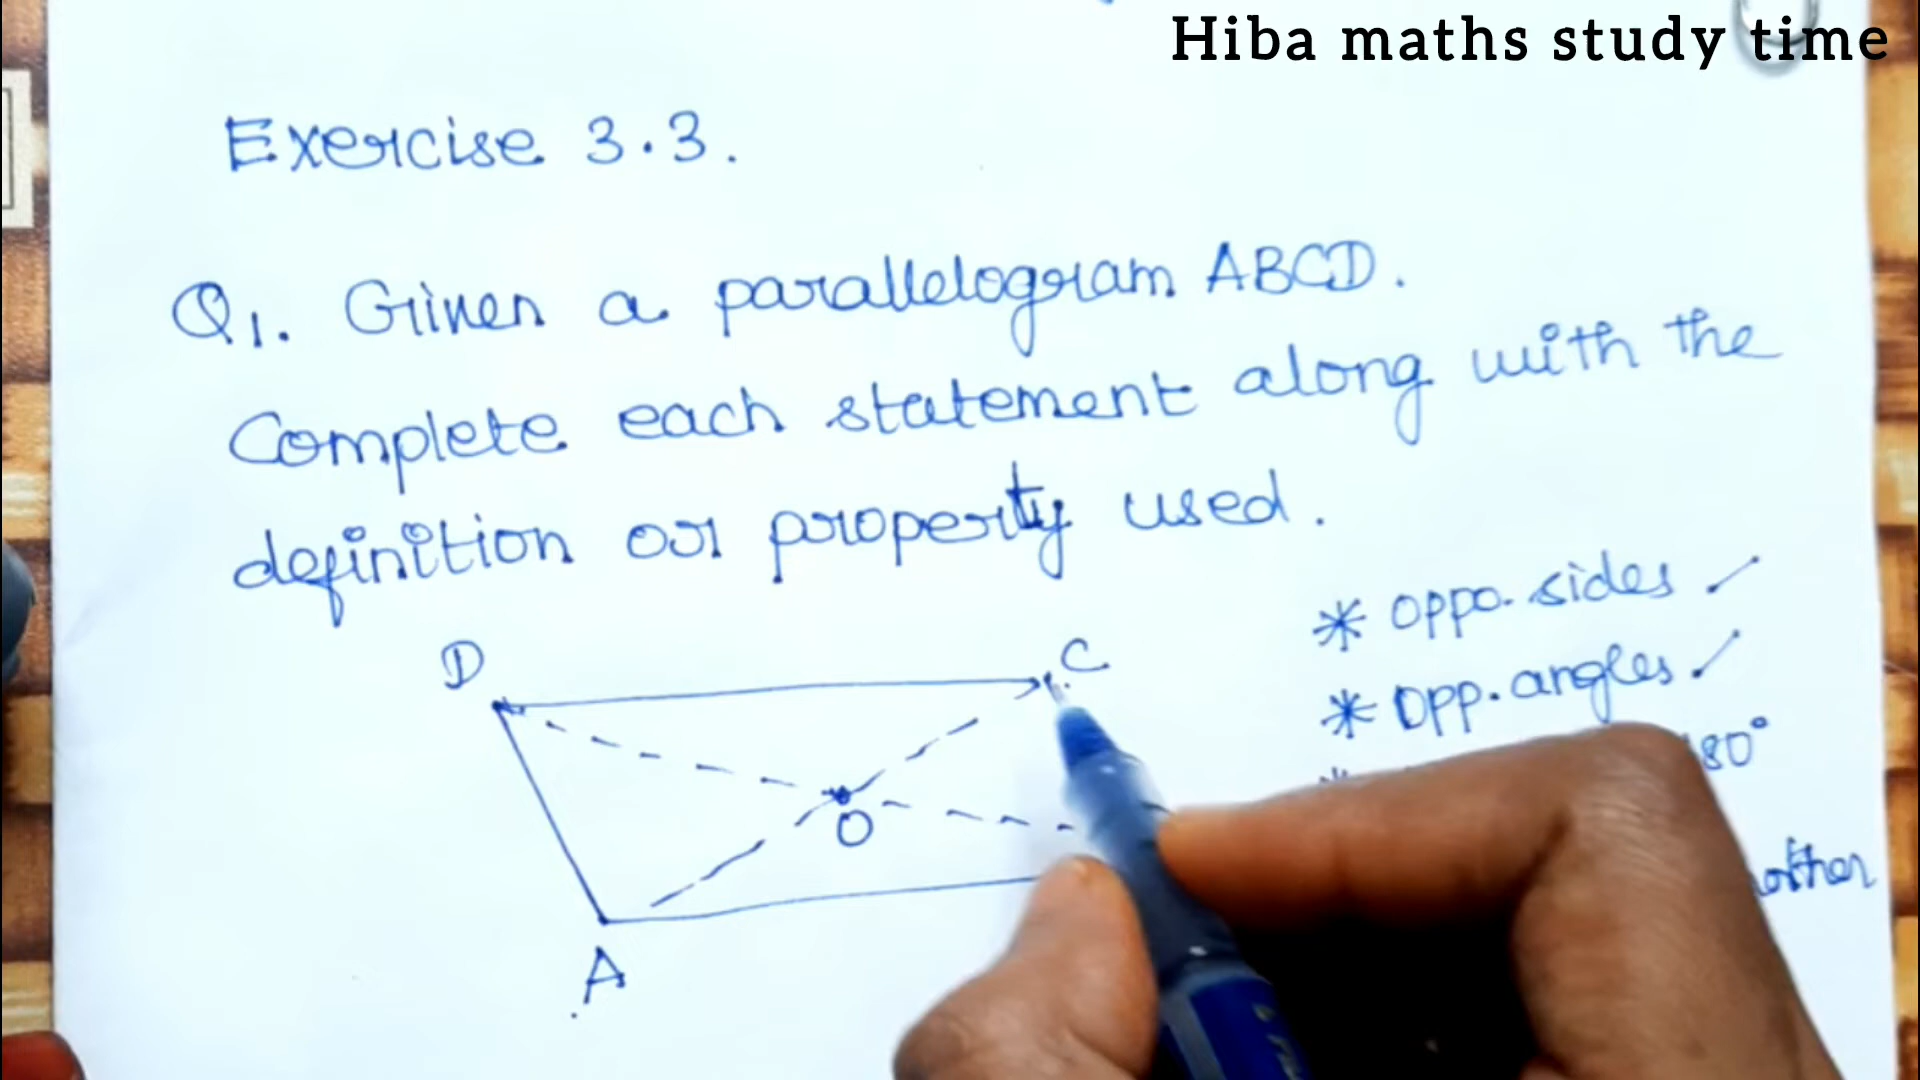 Hiba maths study time
Exercise 3.3.
Q1. Given a parallelogram ABCD.
Complete each statement along with the
definition or property used.
* oppo. sides ✓
* opp. angles ✓
80°
D
C
O
A